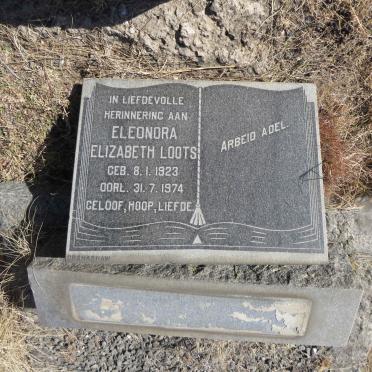 IN LIEFDEVOLLE
HERINNERING AAN
ELEONORA
ELIZABETH LOOTS
GEB. 8.1.1923
OORL. 31.7.1974
GELOOF, HOOP, LIEFDE
ARBEID ADEL.